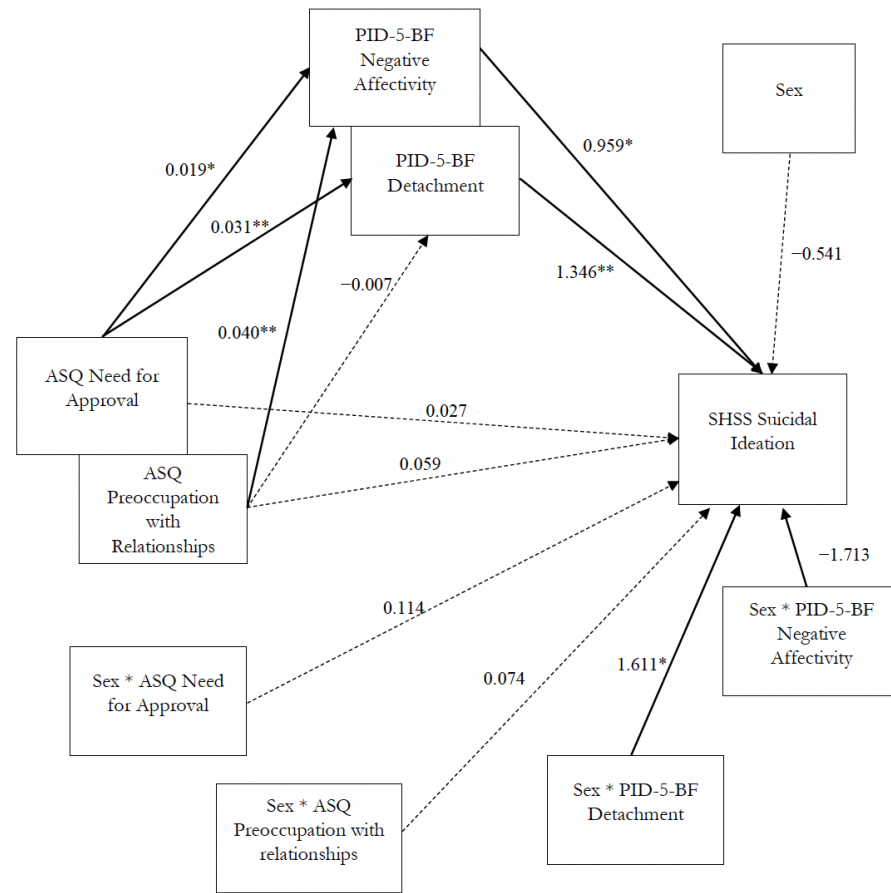 PID-5-BF
Negative
Affectivity
Sex
PID-5-BF
Detachment
0.959*
0.019*
0.031**
−0.541
1.346**
−0.007
0.040**
ASQ Need for
Approval
SHSS Suicidal
Ideation
0.027
0.059
ASQ
Preoccupation
with
Relationships
−1.713
0.114
Sex * PID-5-BF
Negative
Affectivity
Sex * ASQ Need
for Approval
0.074
1.611*
Sex * PID-5-BF
Detachment
Sex * ASQ
Preoccupation with
relationships